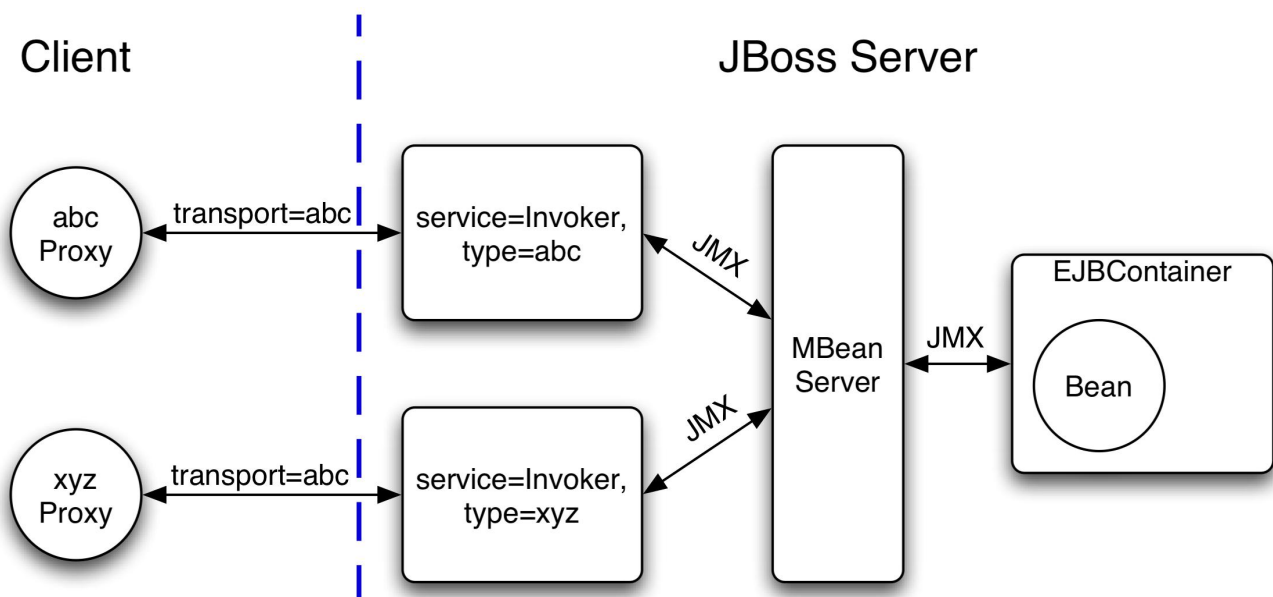 Client
JBoss Server
abc
Proxy
transport=abc
service=Invoker,
type=abc
JMX
MBean
Server
JMX
EJBContainer
Bean
xyz
Proxy
transport=abc
service=Invoker,
type=xyz
JMX